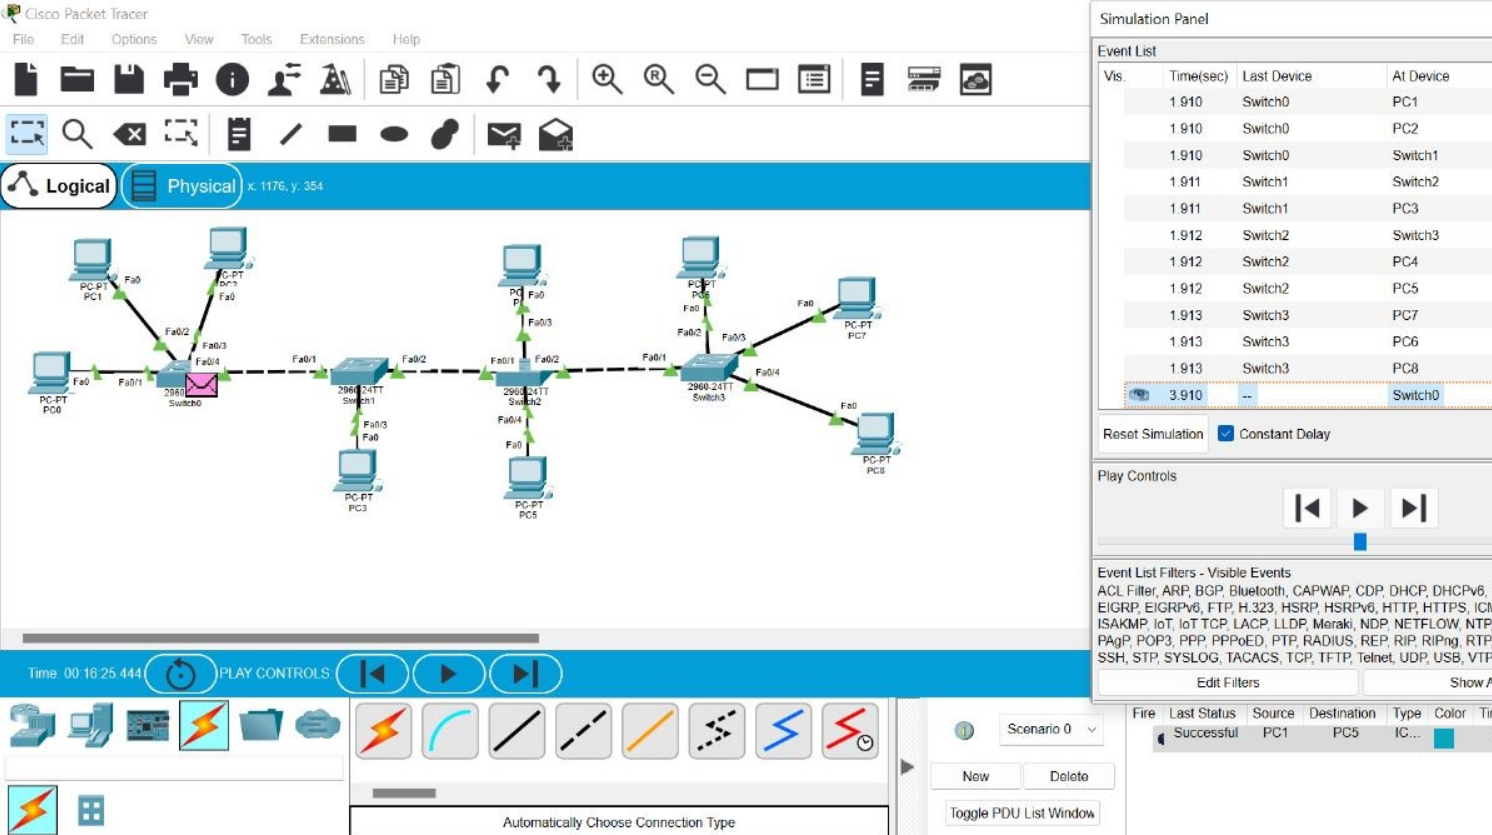 Cisco Packet Tracer
File Edit Options View Tools Extensions Help
Logical Physical x: 1176, y: 354
PC-PT
PC1
Fa0
PC-PT
PC2
Fa0
Fa0/2
Fa0/3
Fa0/4
PC-PT
PC0
Fa0
Fa0/1
Switch0
Fa0/1
Fa0/2
2960-24TT
Switch1
Fa0/3
Fa0
PC-PT
PC3
Fa0
Fa0/3
Fa0/1
Fa0/2
2960-24TT
Switch2
Fa0/4
Fa0
PC-PT
PC5
PC-PT
PC6
Fa0
Fa0/2
Fa0/3
Fa0/1
Fa0/4
2960-24TT
Switch3
Fa0
PC-PT
PC7
Fa0
PC-PT
PC8
Time: 00:16:25.444 PLAY CONTROLS:
Automatically Choose Connection Type
Simulation Panel
Event List
Vis. Time(sec) Last Device At Device
1.910 Switch0 PC1
1.910 Switch0 PC2
1.910 Switch0 Switch1
1.911 Switch1 Switch2
1.911 Switch1 PC3
1.912 Switch2 Switch3
1.912 Switch2 PC4
1.912 Switch2 PC5
1.913 Switch3 PC7
1.913 Switch3 PC6
1.913 Switch3 PC8
3.910 -- Switch0
Reset Simulation Constant Delay
Play Controls
Event List Filters - Visible Events
ACL Filter, ARP, BGP, Bluetooth, CAPWAP, CDP, DHCP, DHCPv6,
EIGRP, EIGRPv6, FTP, H.323, HSRP, HSRPv6, HTTP, HTTPS, ICM
ISAKMP, IoT, IoT TCP, LACP, LLDP, Meraki, NDP, NETFLOW, NTP,
PAgP, POP3, PPP, PPPoED, PTP, RADIUS, REP, RIP, RIPng, RTP,
SSH, STP, SYSLOG, TACACS, TCP, TFTP, Telnet, UDP, USB, VTP
Edit Filters Show A
Scenario 0
New Delete
Toggle PDU List Window
Fire Last Status Source Destination Type Color
Successful PC1 PC5 IC...